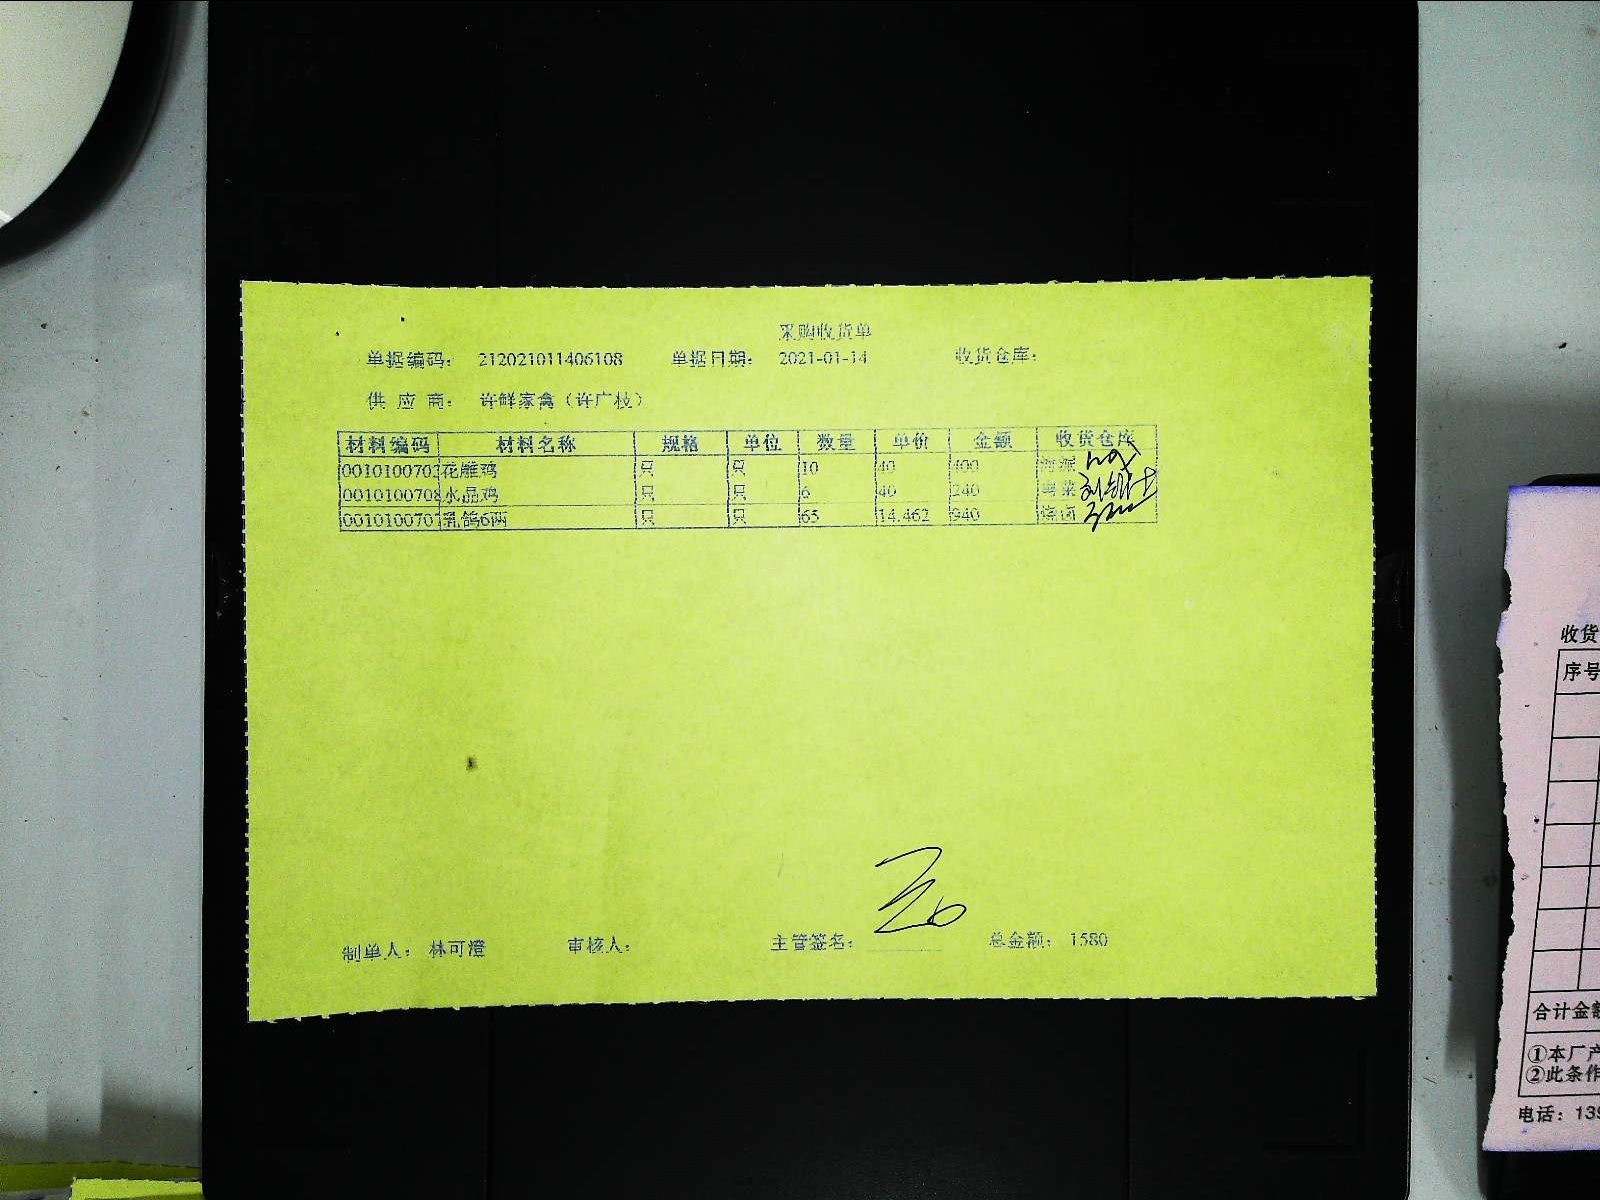 采购收货单
单据编码: 212021011406108 单据日期: 2021-01-14 收货仓库:
供应商: 许鲜家禽（许广枝）
材料编码 材料名称 规格 单位 数量 单价 金额 收货仓库
001010070 花雕鸡 只 只 10 40 400 海派
0010100708 水晶鸡 只 只 6 40 240 粤菜
001010070 乳鸽6两 只 只 65 14.462 940 烧卤
制单人: 林可澄 审核人: 主管签名: 总金额: 1580
收货
序号
合计金额
①本厂产
②此条作
电话: 139